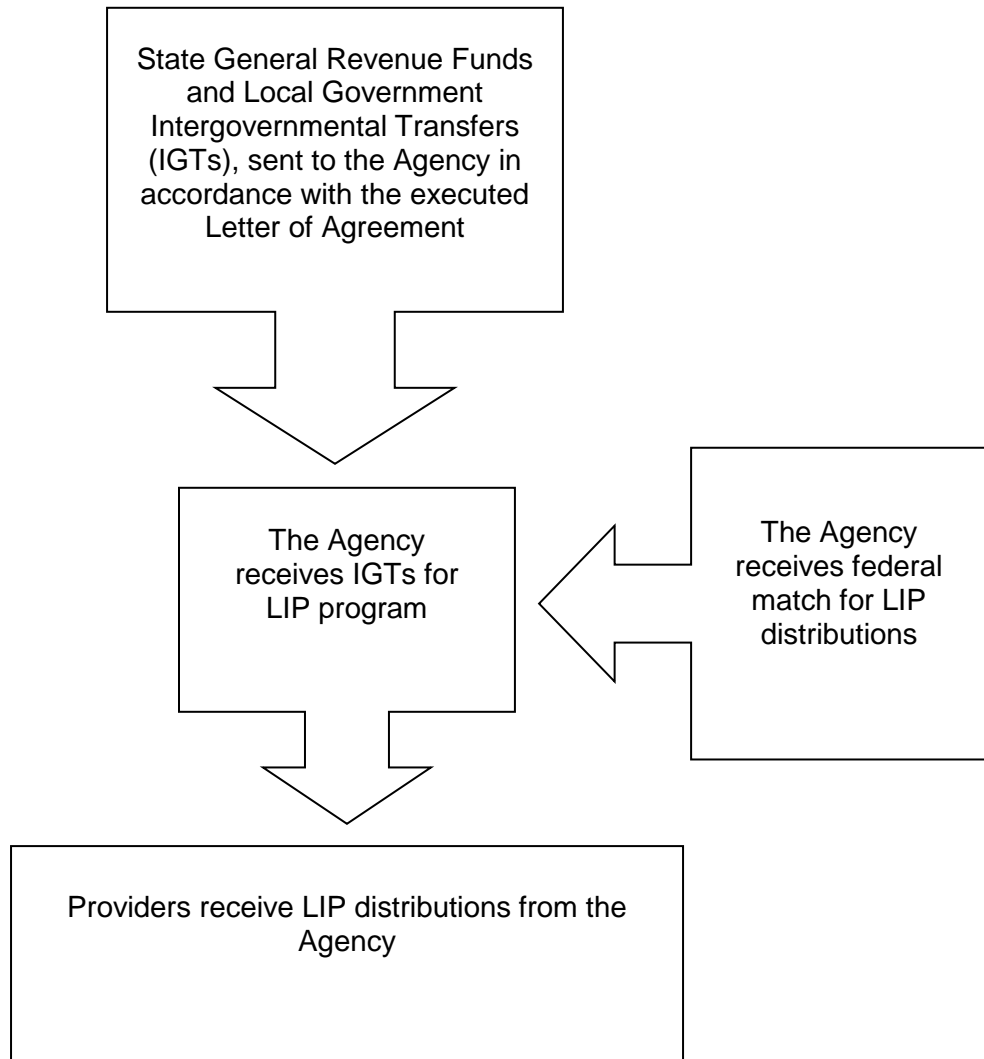 State General Revenue Funds
and Local Government
Intergovernmental Transfers
(IGTs), sent to the Agency in
accordance with the executed
Letter of Agreement
The Agency
receives IGTs for
LIP program
The Agency
receives federal
match for LIP
distributions
Providers receive LIP distributions from the
Agency